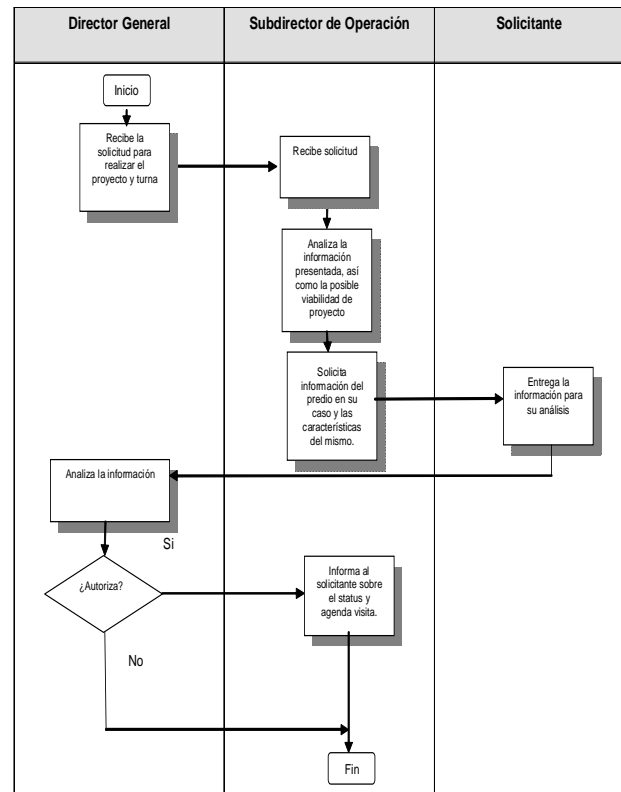 Director General
Subdirector de Operación
Solicitante
Inicio
Recibe la
solicitud para
realizar el
proyecto y turna
Recibe solicitud
Analiza la
información
presentada, así
como la posible
viabilidad de
proyecto
Solicita
información del
predio en su
caso y las
características
del mismo.
Entrega la
información para
su análisis
Analiza la información
Si
¿Autoriza?
Informa al
solicitante sobre
el status y
agenda visita.
No
Fin